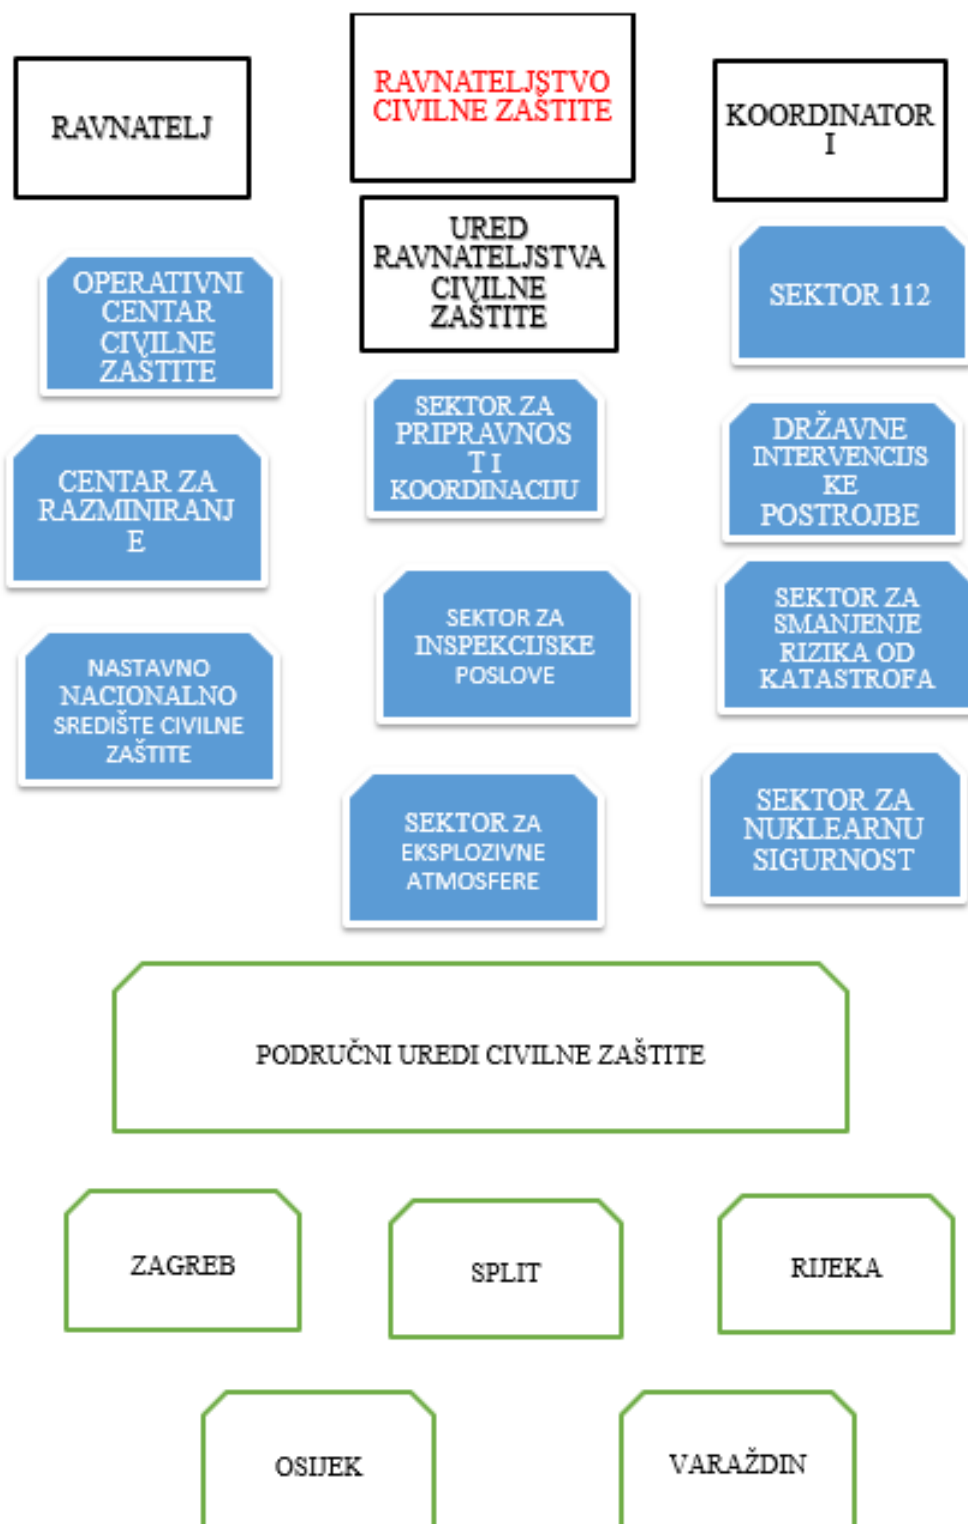 RAVNATELJ
RAVNATELJSTVO
CIVILNE ZAŠTITE
KOORDINATOR
I
URED
RAVNATELJSTVA
CIVILNE
ZAŠTITE
OPERATIVNI
CENTAR
CIVILNE
ZAŠTITE
SEKTOR 112
SEKTOR ZA
PRIPRAVNOS
T I
KOORDINACIJU
DRŽAVNE
INTERVENCIJS
KE
POSTROJBE
CENTAR ZA
RAZMINIRANJ
E
SEKTOR ZA
INSPEKCIJSKE
POSLOVE
SEKTOR ZA
SMANJENJE
RIZIKA OD
KATASTROFA
NASTAVNO
NACIONALNO
SREDIŠTE CIVILNE
ZAŠTITE
SEKTOR ZA
EKSPLOZIVNE
ATMOSFERE
SEKTOR ZA
NUKLEARNU
SIGURNOST
PODRUČNI UREDI CIVILNE ZAŠTITE
ZAGREB
SPLIT
RIJEKA
OSIJEK
VARAŽDIN